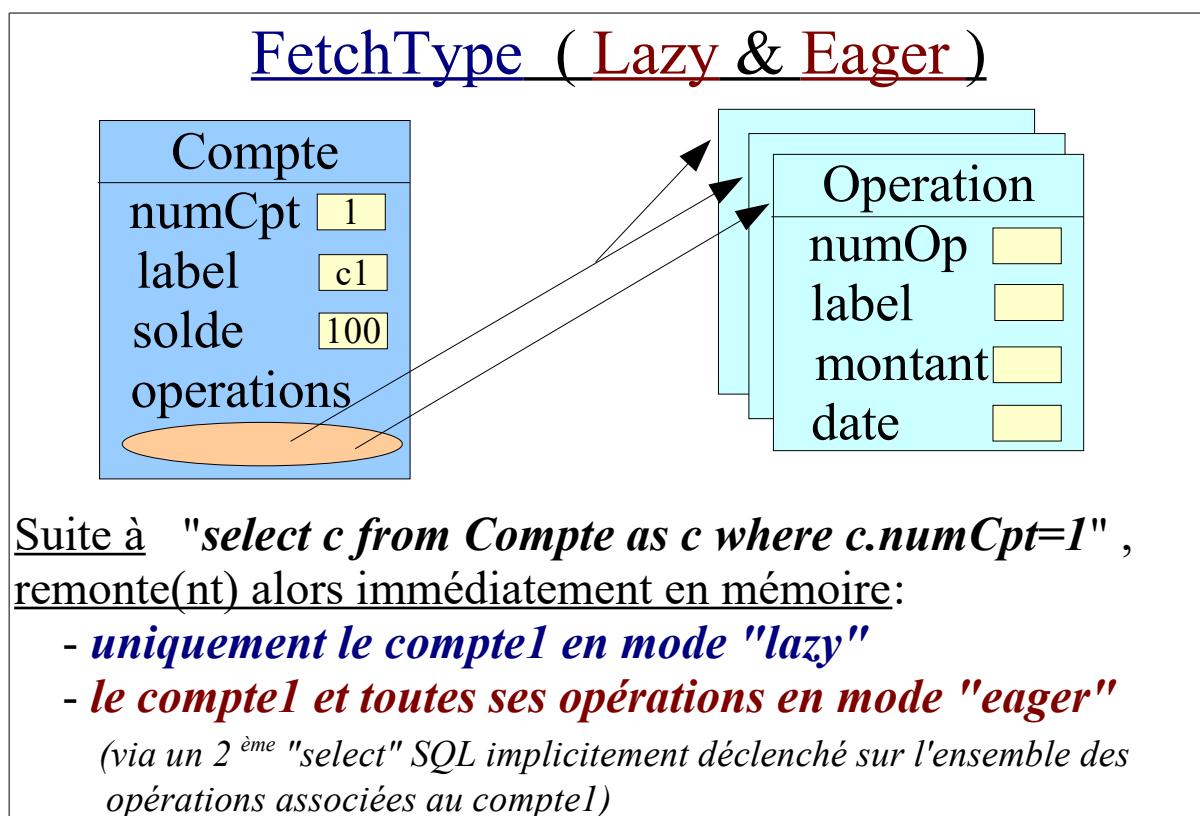 FetchType ( Lazy & Eager )
Compte
numCpt 1
label c1
solde 100
operations
Operation
numOp
label
montant
date
Suite à "select c from Compte as c where c.numCpt=1" ,
remonte(nt) alors immédiatement en mémoire:
- uniquement le compte1 en mode "lazy"
- le compte1 et toutes ses opérations en mode "eager"
(via un 2 ème "select" SQL implicitement déclenché sur l'ensemble des
opérations associées au compte1)